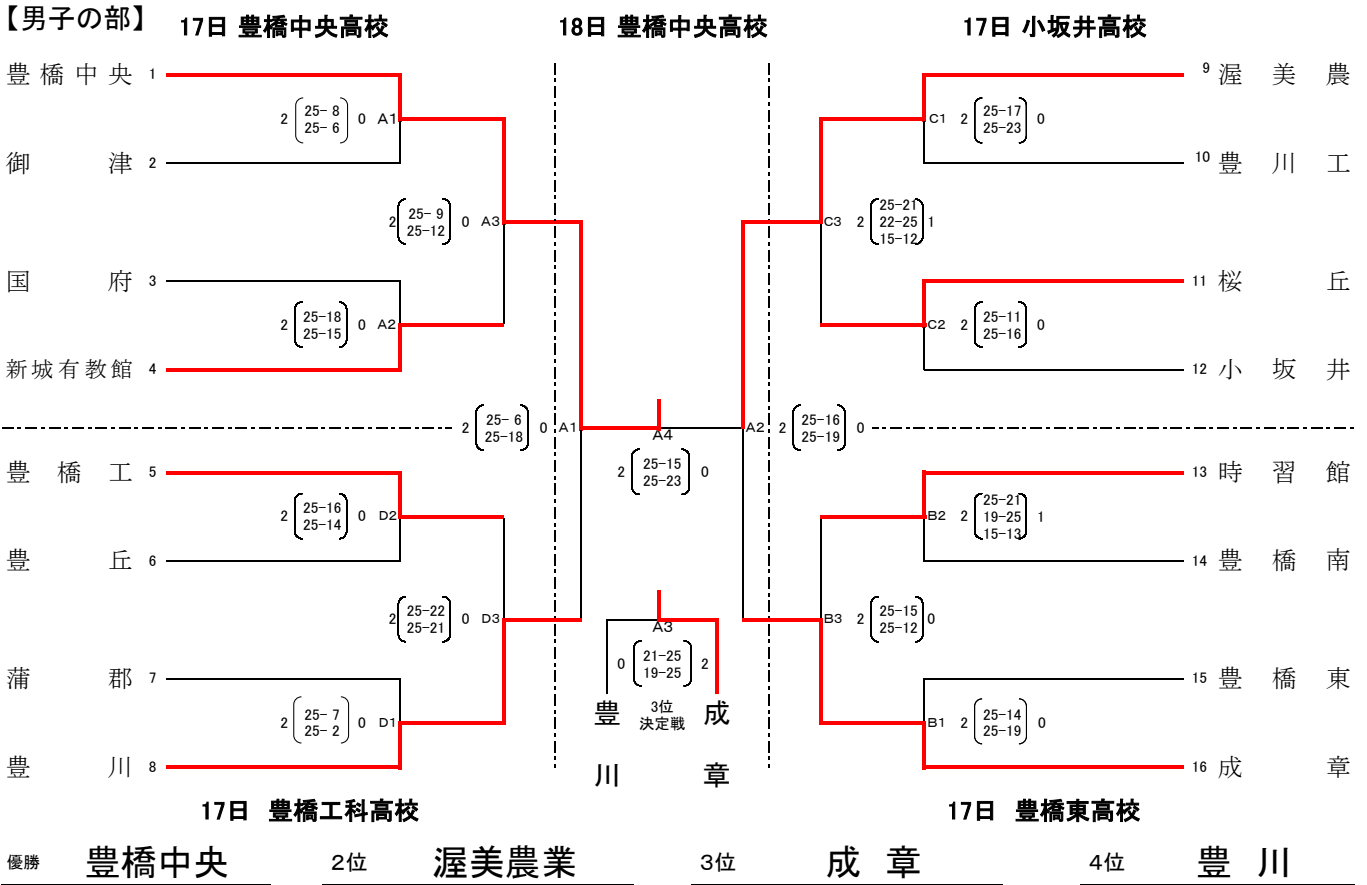 【男子の部】 17日 豊橋中央高校 18日 豊橋中央高校 17日 小坂井高校
豊橋中央 1
2 25- 8 0 A1
25- 6
御津 2
2 25- 9 0 A3
25-12
国府 3
2 25-18 0 A2
25-15
新城有教館 4
2 25- 6 0 A1
25-18
豊橋工 5
2 25-16 0 D2
25-14
豊丘 6
2 25-22 0 D3
25-21
蒲郡 7
2 25- 7 0 D1
25- 2
豊川 8
17日 豊橋工科高校
A4
2 25-15 0
25-23
A3
0 21-25 2
19-25
3位
決定戦
豊川
成章
9 渥美農
C1 2 25-17 0
25-23
10 豊川工
C3 2 25-21 1
22-25
15-12
11 桜丘
C2 2 25-11 0
25-16
12 小坂井
A2 2 25-16 0
25-19
13 時習館
B2 2 25-21 1
19-25
15-13
14 豊橋南
B3 2 25-15 0
25-12
15 豊橋東
B1 2 25-14 0
25-19
16 成章
17日 豊橋東高校
優勝 豊橋中央 2位 渥美農業 3位 成章 4位 豊川